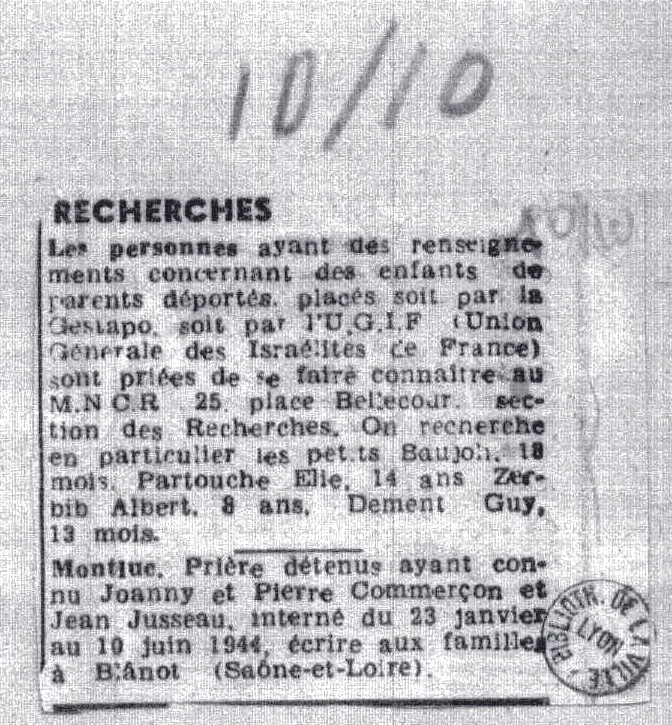 10/10
RECHERCHES
10/10
Les personnes ayant des renseigne-
ments concernant des enfants de
parents déportés, placés soit par la
Gestapo, soit par l'U.G.I.F (Union
Générale des Israélites de France)
sont priées de se faire connaître au
M.N.C.R 25, place Bellecour, sec-
tion des Recherches. On recherche
en particulier les petits Baujoh, 18
mois. Partouche Elie, 14 ans Zer-
bib Albert, 8 ans, Dement Guy,
13 mois.
Montluc. Prière détenus ayant con-
nu Joanny et Pierre Commerçon et
Jean Jusseau, interné du 23 janvier
au 10 juin 1944, écrire aux familles
à Blanot (Saône-et-Loire).
BIBLIOTH. DE LA VILLE
LYON